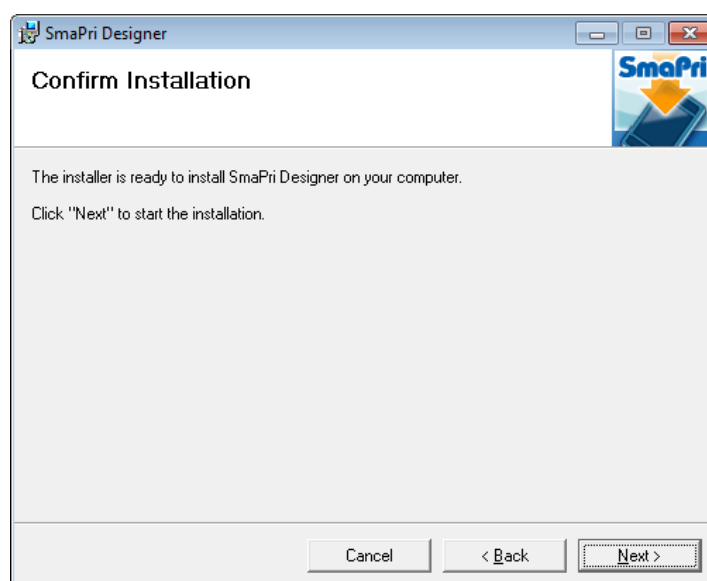 SmaPri Designer
Confirm Installation
SmaPri
The installer is ready to install SmaPri Designer on your computer.
Click "Next" to start the installation.
Cancel
< Back
Next >